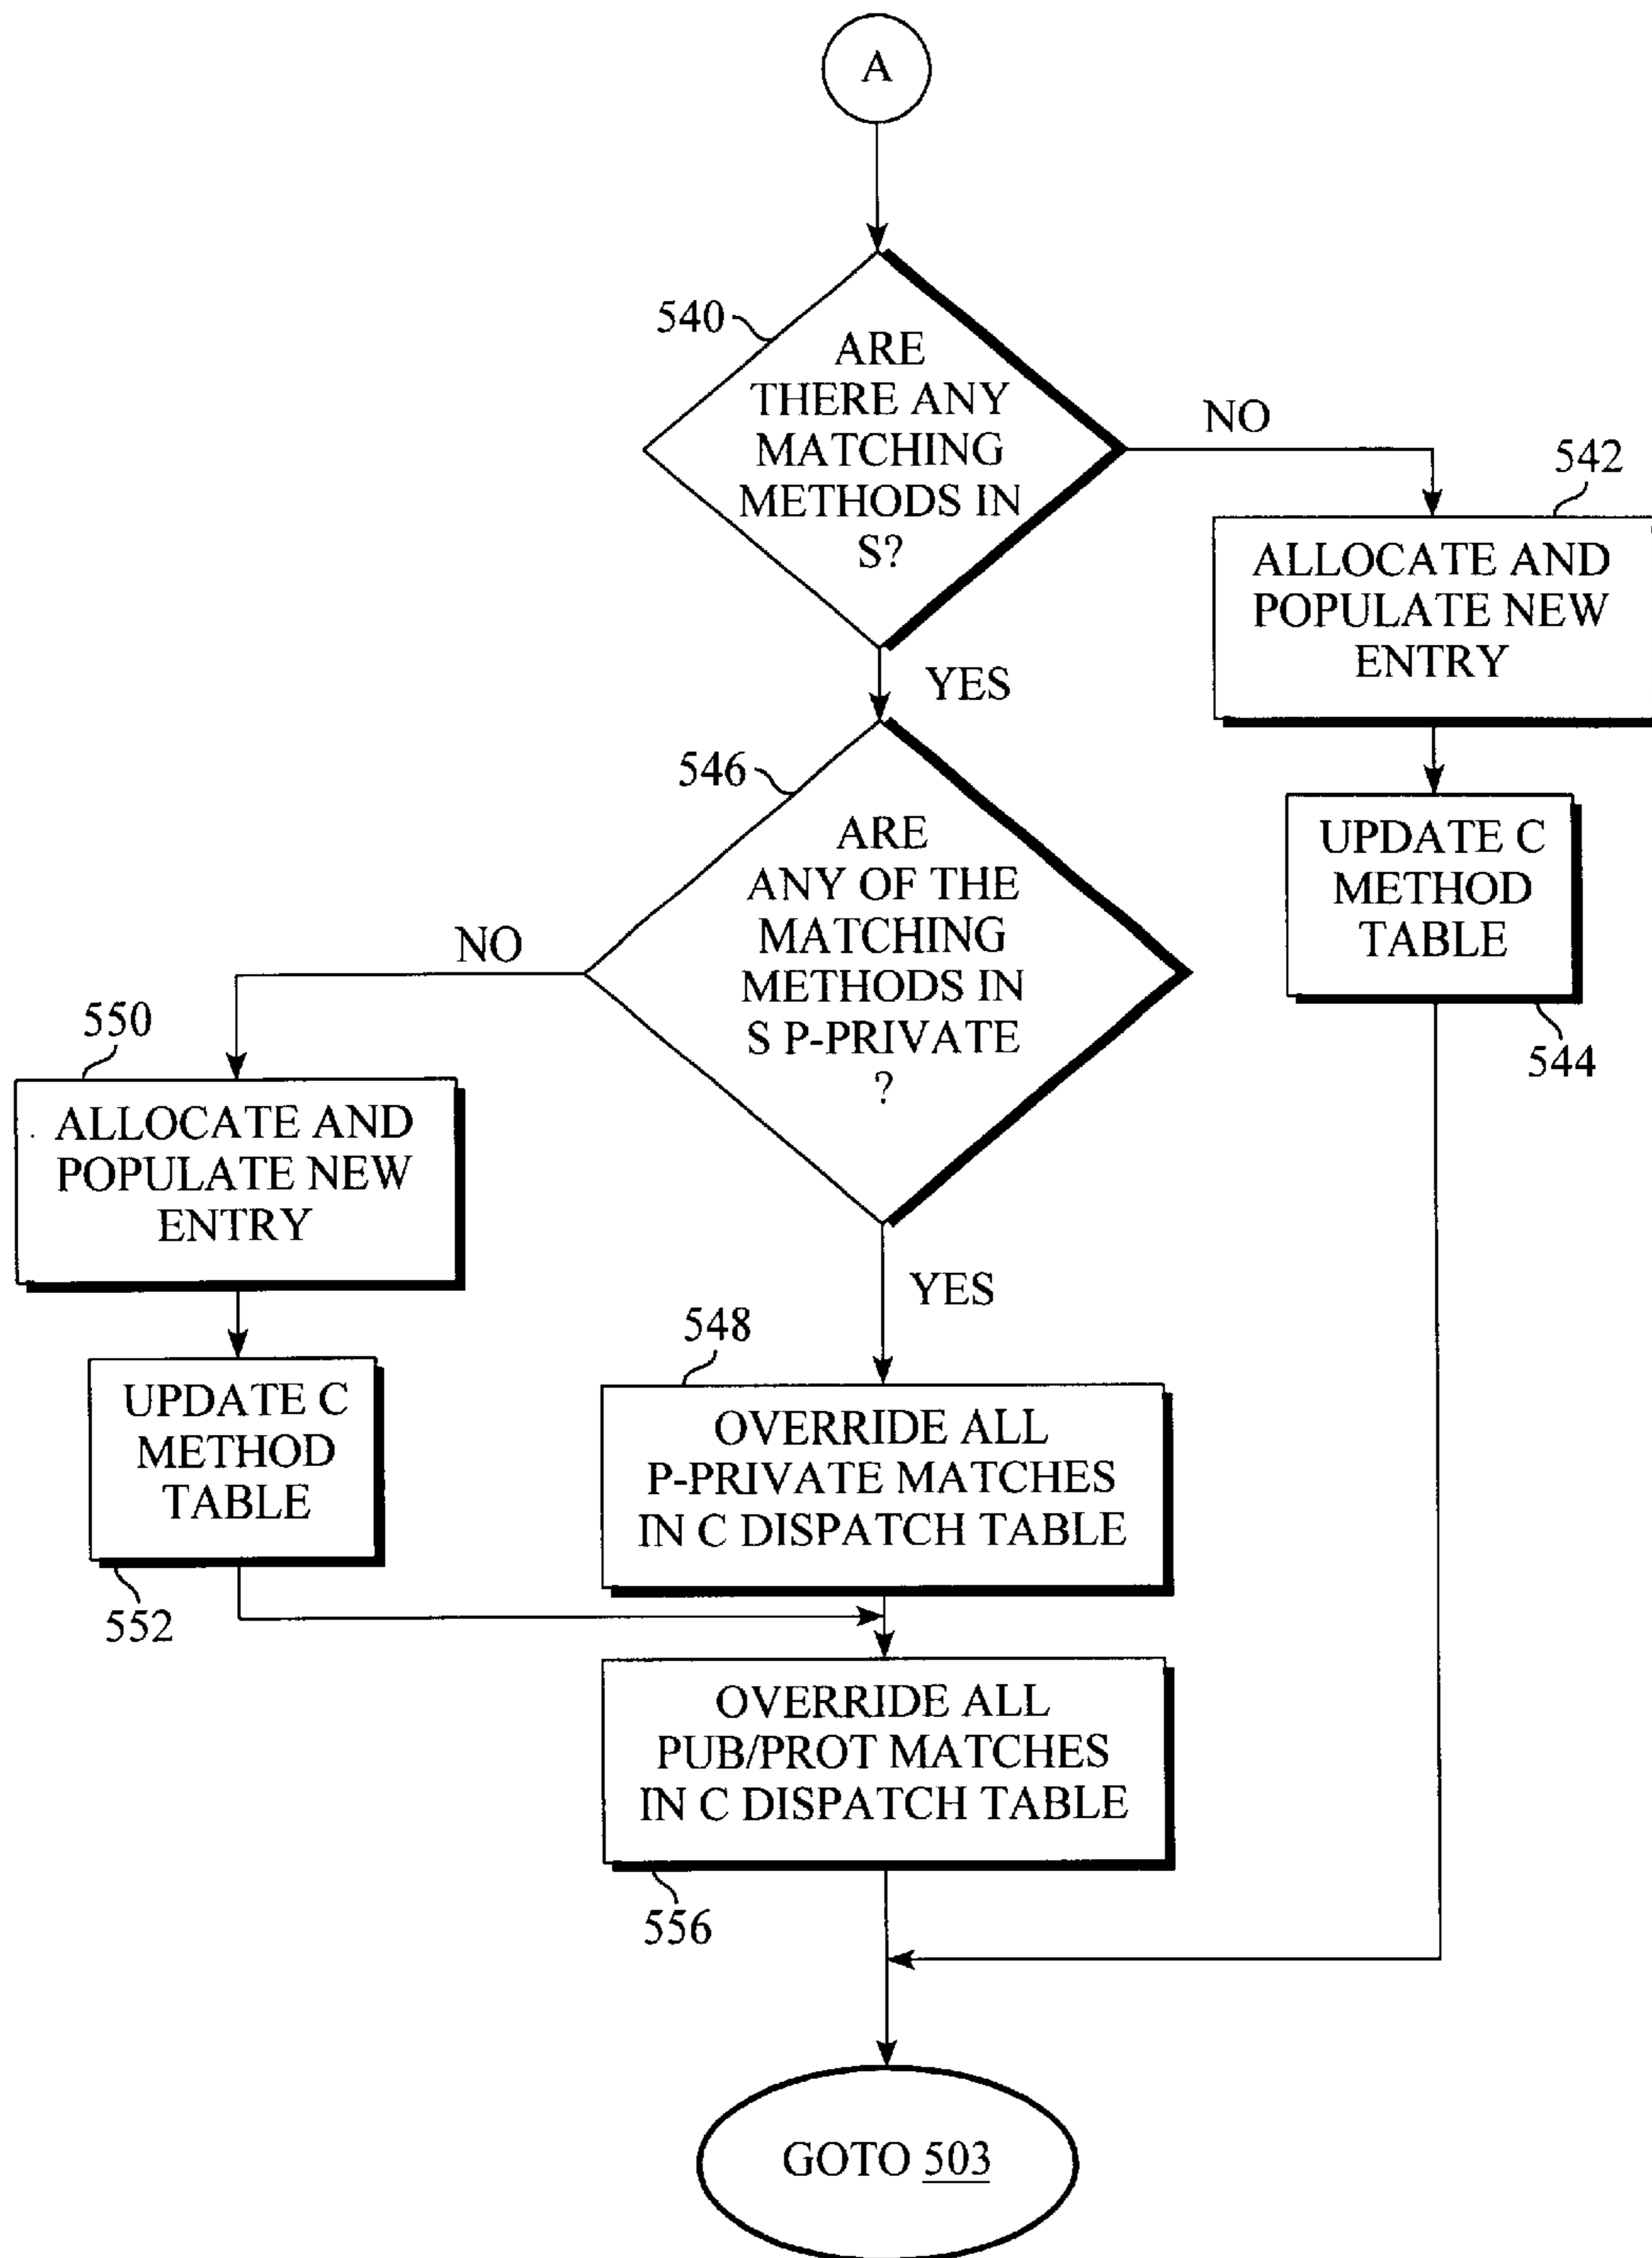 A
540
ARE
THERE ANY
MATCHING
METHODS IN
S?
NO
542
ALLOCATE AND
POPULATE NEW
ENTRY
YES
546
ARE
ANY OF THE
MATCHING
METHODS IN
S P-PRIVATE
?
UPDATE C
METHOD
TABLE
544
NO
550
ALLOCATE AND
POPULATE NEW
ENTRY
YES
548
UPDATE C
METHOD
TABLE
552
OVERRIDE ALL
P-PRIVATE MATCHES
IN C DISPATCH TABLE
OVERRIDE ALL
PUB/PROT MATCHES
IN C DISPATCH TABLE
556
GOTO 503